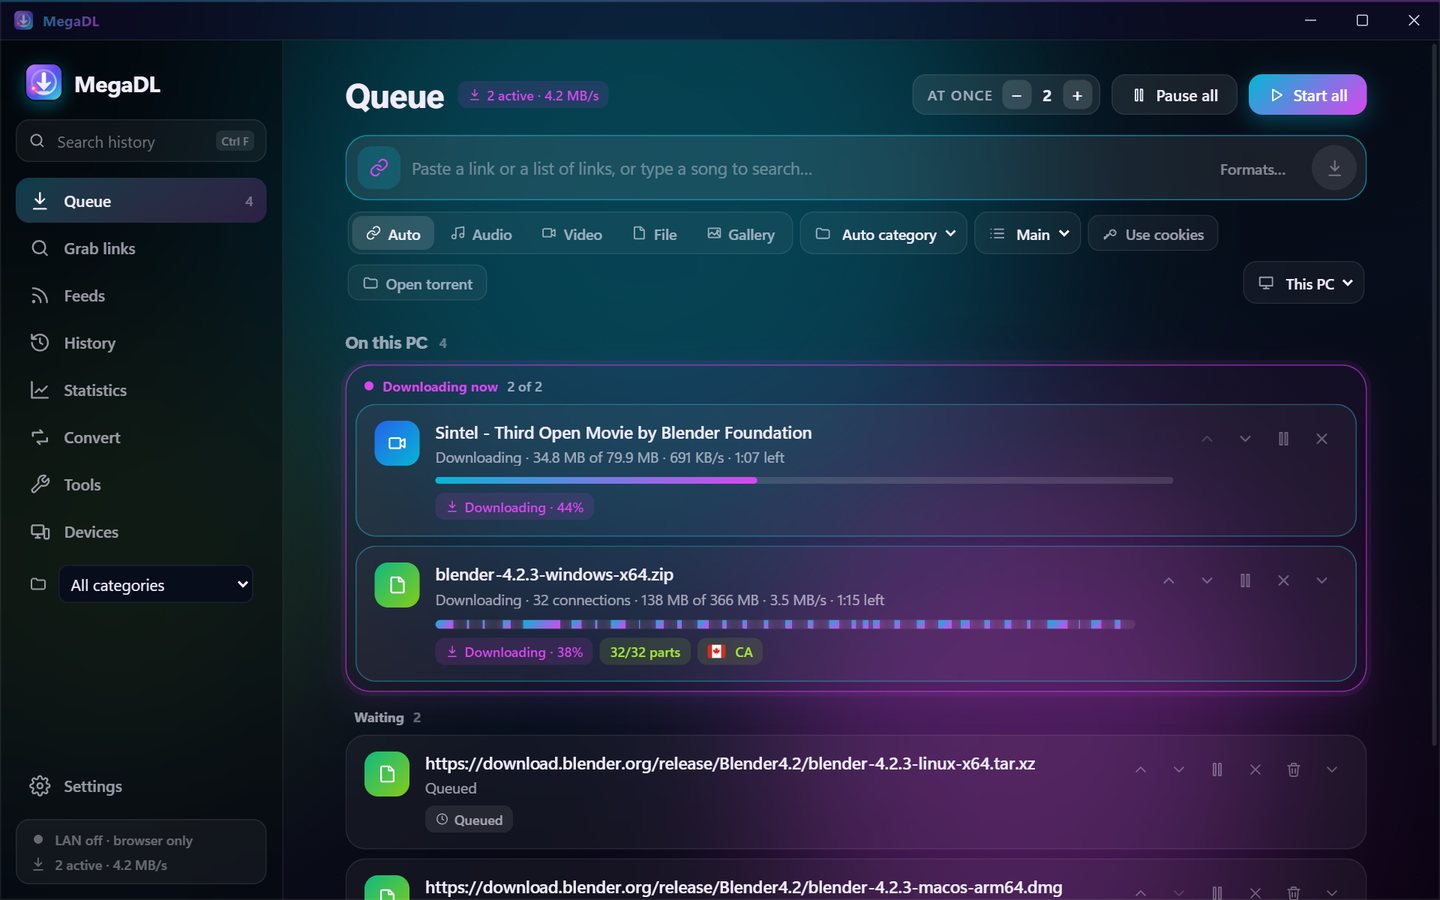 MegaDL
MegaDL
Search history
Ctrl F
Queue
4
Grab links
Feeds
History
Statistics
Convert
Tools
Devices
All categories
Settings
LAN off · browser only
2 active · 4.2 MB/s
Queue
2 active · 4.2 MB/s
AT ONCE
−
2
+
Pause all
Start all
Paste a link or a list of links, or type a song to search...
Formats...
Auto
Audio
Video
File
Gallery
Auto category
Main
Use cookies
Open torrent
This PC
On this PC 4
Downloading now 2 of 2
Sintel - Third Open Movie by Blender Foundation
Downloading · 34.8 MB of 79.9 MB · 691 KB/s · 1:07 left
Downloading · 44%
blender-4.2.3-windows-x64.zip
Downloading · 32 connections · 138 MB of 366 MB · 3.5 MB/s · 1:15 left
Downloading · 38%
32/32 parts
CA
Waiting 2
https://download.blender.org/release/Blender4.2/blender-4.2.3-linux-x64.tar.xz
Queued
Queued
https://download.blender.org/release/Blender4.2/blender-4.2.3-macos-arm64.dmg